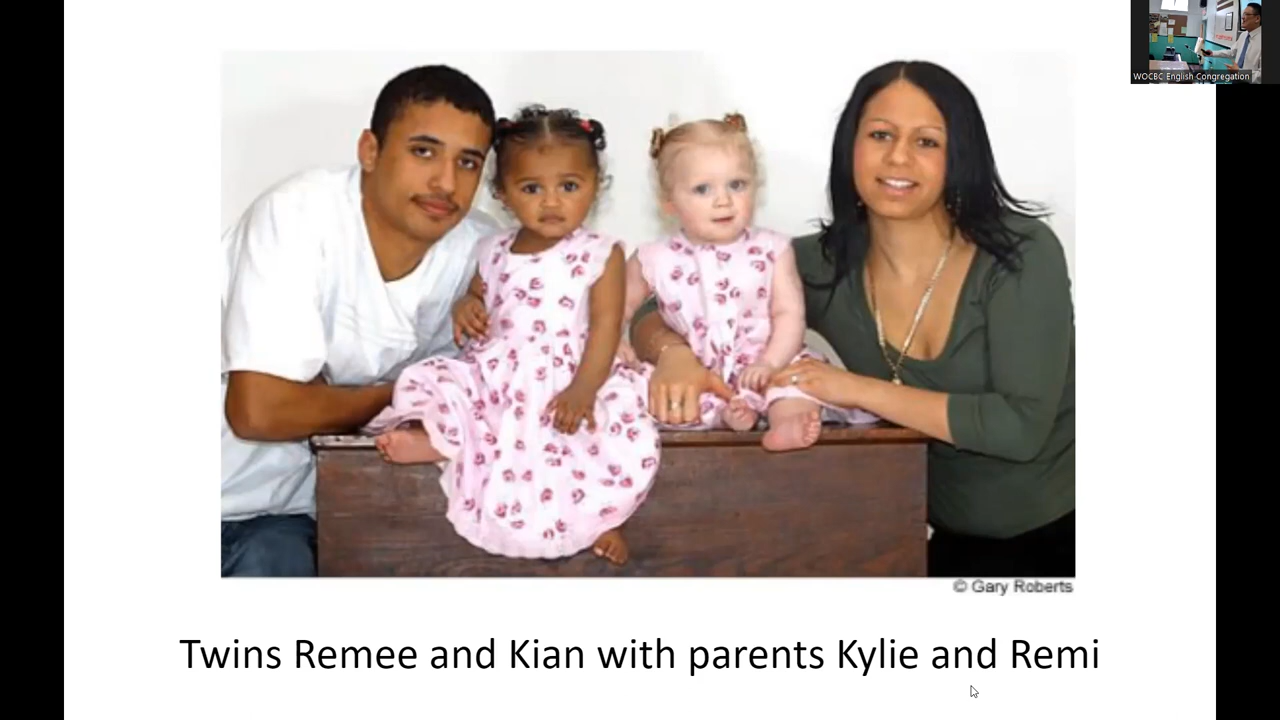 WOCBC English Congregation
© Gary Roberts
Twins Remee and Kian with parents Kylie and Remi